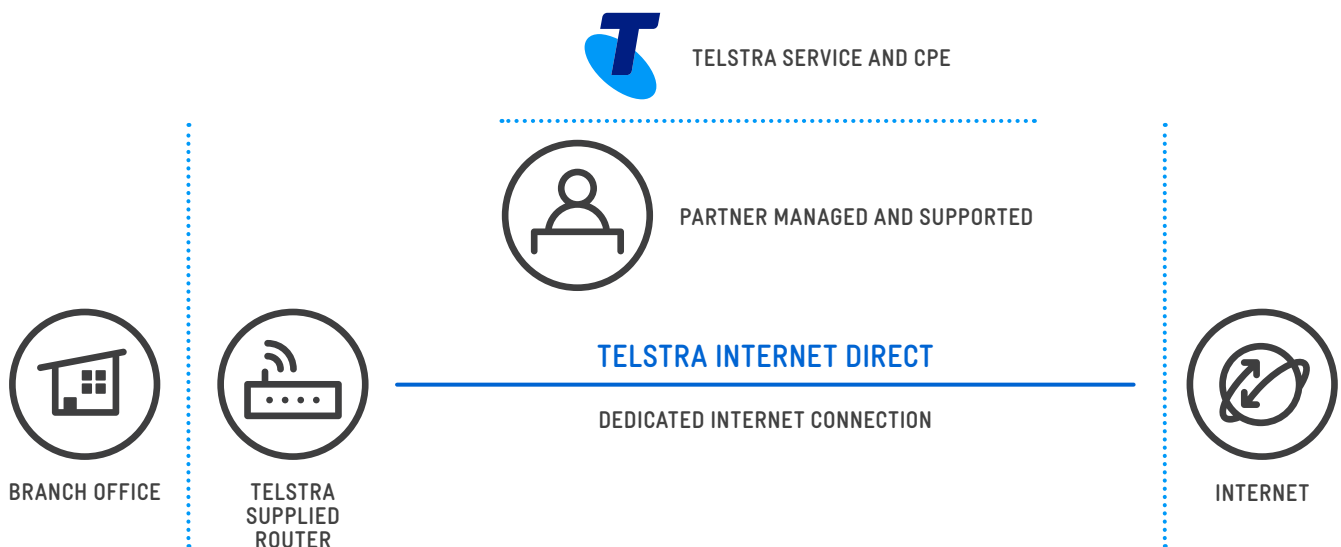 TELSTRA SERVICE AND CPE
PARTNER MANAGED AND SUPPORTED
TELSTRA INTERNET DIRECT
DEDICATED INTERNET CONNECTION
BRANCH OFFICE
TELSTRA
SUPPLIED
ROUTER
INTERNET